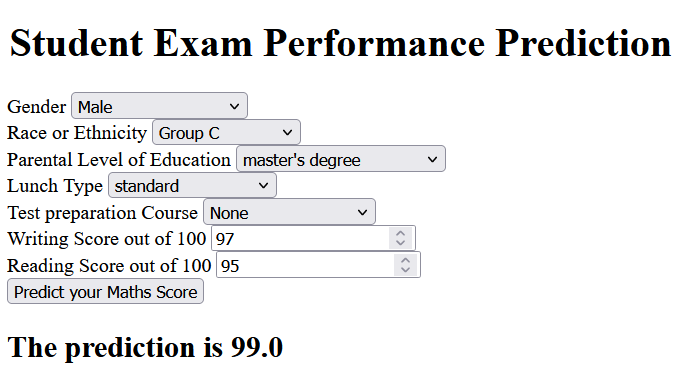 Student Exam Performance Prediction
Gender Male
Race or Ethnicity Group C
Parental Level of Education master's degree
Lunch Type standard
Test preparation Course None
Writing Score out of 100 97
Reading Score out of 100 95
Predict your Maths Score
The prediction is 99.0